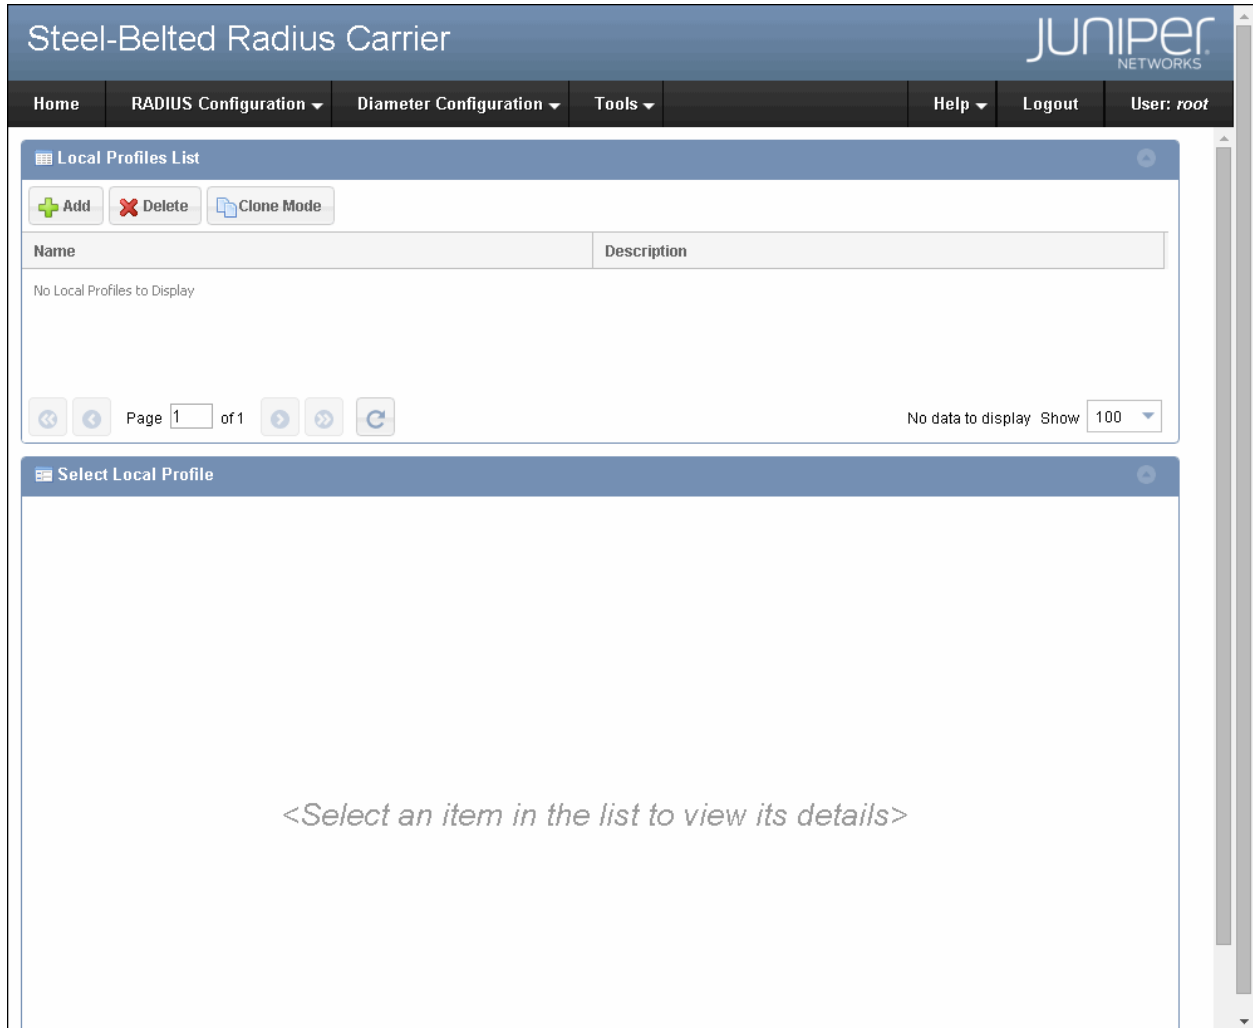 Steel-Belted Radius Carrier
JUNIPER
NETWORKS
Home RADIUS Configuration Diameter Configuration Tools Help Logout User: root
Local Profiles List
Add Delete Clone Mode
Name Description
No Local Profiles to Display
Page 1 of 1 No data to display Show 100
Select Local Profile
<Select an item in the list to view its details>